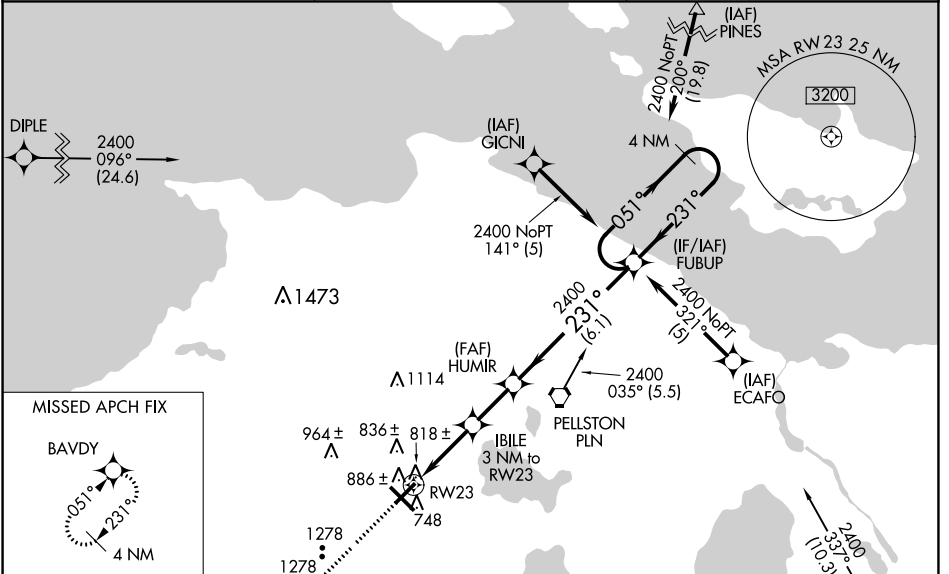 (IAF)
PINES
2400 NoPT
200°
(19.8)
MSA RW 23 25 NM
3200
DIPLE
2400
096°
(24.6)
(IAF)
GICNI
4 NM
2400 NoPT
141° (5)
051°
231°
(IF/IAF)
FUBUP
2400 NoPT
321°
(5)
(IAF)
ECAFO
1473
2400
231°
(6.1)
(FAF)
HUMIR
1114
2400
035° (5.5)
PELLSTON
PLN
MISSED APCH FIX
BAVDY
051°
231°
4 NM
964 ±
836 ±
818 ±
886 ±
IBILE
3 NM to
RW23
RW23
748
1278
1278
2400
337°
(10.3)